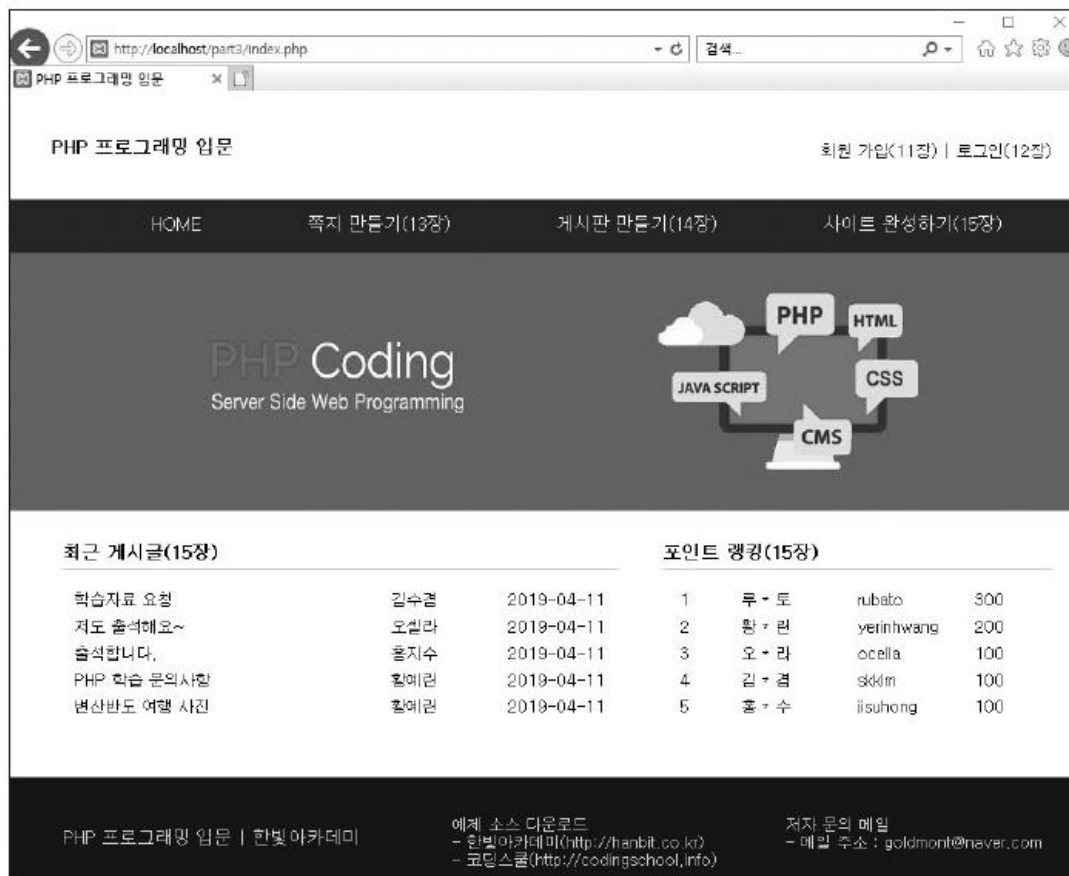 http://localhost/part3/index.php
검색...
PHP 프로그래밍 입문
PHP 프로그래밍 입문
회원 가입(11장) | 로그인(12장)
HOME 쪽지 만들기(13장) 게시판 만들기(14장) 사이트 완성하기(15장)
PHP Coding
Server Side Web Programming
PHP
HTML
JAVA SCRIPT
CSS
CMS
최근 게시글(15장)
학습자료 요청 김수겸 2019-04-11
저도 출석해요~ 오셀라 2019-04-11
출석합니다. 홍지수 2019-04-11
PHP 학습 문의사항 황예린 2019-04-11
변산반도 여행 사진 황예린 2019-04-11
포인트 랭킹(15장)
1 루 * 토 rubato 300
2 황 * 린 yerinhwang 200
3 오 * 라 ocella 100
4 김 * 겸 skkim 100
5 홍 * 수 jisuhong 100
PHP 프로그래밍 입문 | 한빛아카데미
예제 소스 다운로드
- 한빛아카데미(http://hanbit.co.kr)
- 코딩스쿨(http://codingschool.info)
저자 문의 메일
- 메일 주소 : goldmont@naver.com